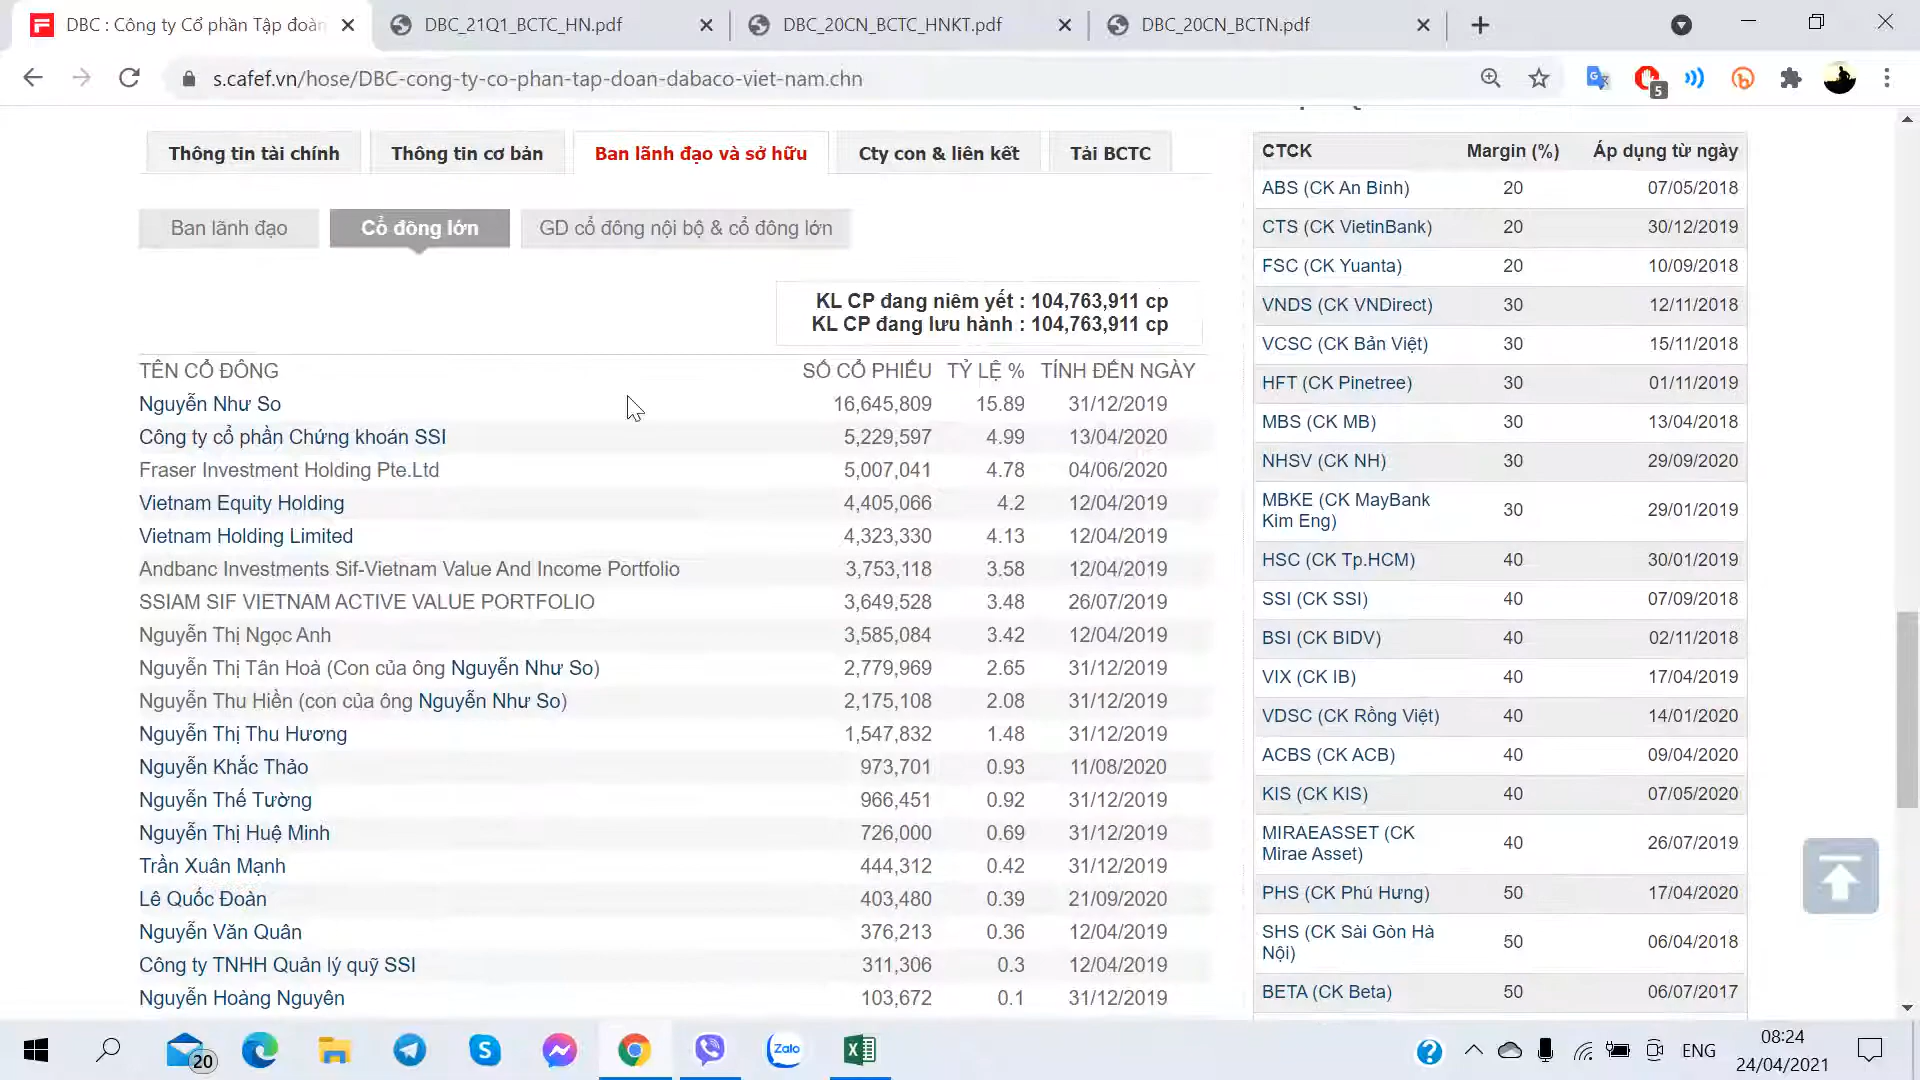 DBC : Công ty Cổ phần Tập đoàn
DBC_21Q1_BCTC_HN.pdf
DBC_20CN_BCTC_HNKT.pdf
DBC_20CN_BCTN.pdf
s.cafef.vn/hose/DBC-cong-ty-co-phan-tap-doan-dabaco-viet-nam.chn
5
Thông tin tài chính
Thông tin cơ bản
Ban lãnh đạo và sở hữu
Cty con & liên kết
Tải BCTC
Ban lãnh đạo
Cổ đông lớn
GD cổ đông nội bộ & cổ đông lớn
KL CP đang niêm yết : 104,763,911 cp
KL CP đang lưu hành : 104,763,911 cp
TÊN CỔ ĐÔNG SỐ CỔ PHIẾU TỶ LỆ % TÍNH ĐẾN NGÀY
Nguyễn Như So 16,645,809 15.89 31/12/2019
Công ty cổ phần Chứng khoán SSI 5,229,597 4.99 13/04/2020
Fraser Investment Holding Pte.Ltd 5,007,041 4.78 04/06/2020
Vietnam Equity Holding 4,405,066 4.2 12/04/2019
Vietnam Holding Limited 4,323,330 4.13 12/04/2019
Andbanc Investments Sif-Vietnam Value And Income Portfolio 3,753,118 3.58 12/04/2019
SSIAM SIF VIETNAM ACTIVE VALUE PORTFOLIO 3,649,528 3.48 26/07/2019
Nguyễn Thị Ngọc Anh 3,585,084 3.42 12/04/2019
Nguyễn Thị Tân Hoà (Con của ông Nguyễn Như So) 2,779,969 2.65 31/12/2019
Nguyễn Thu Hiền (con của ông Nguyễn Như So) 2,175,108 2.08 31/12/2019
Nguyễn Thị Thu Hương 1,547,832 1.48 31/12/2019
Nguyễn Khắc Thảo 973,701 0.93 11/08/2020
Nguyễn Thế Tường 966,451 0.92 31/12/2019
Nguyễn Thị Huệ Minh 726,000 0.69 31/12/2019
Trần Xuân Mạnh 444,312 0.42 31/12/2019
Lê Quốc Đoàn 403,480 0.39 21/09/2020
Nguyễn Văn Quân 376,213 0.36 12/04/2019
Công ty TNHH Quản lý quỹ SSI 311,306 0.3 12/04/2019
Nguyễn Hoàng Nguyên 103,672 0.1 31/12/2019
CTCK Margin (%) Áp dụng từ ngày
ABS (CK An Bình) 20 07/05/2018
CTS (CK VietinBank) 20 30/12/2019
FSC (CK Yuanta) 20 10/09/2018
VNDS (CK VNDirect) 30 12/11/2018
VCSC (CK Bản Việt) 30 15/11/2018
HFT (CK Pinetree) 30 01/11/2019
MBS (CK MB) 30 13/04/2018
NHSV (CK NH) 30 29/09/2020
MBKE (CK MayBank
Kim Eng) 30 29/01/2019
HSC (CK Tp.HCM) 40 30/01/2019
SSI (CK SSI) 40 07/09/2018
BSI (CK BIDV) 40 02/11/2018
VIX (CK IB) 40 17/04/2019
VDSC (CK Rồng Việt) 40 14/01/2020
ACBS (CK ACB) 40 09/04/2020
KIS (CK KIS) 40 07/05/2020
MIRAEASSET (CK
Mirae Asset) 40 26/07/2019
PHS (CK Phú Hưng) 50 17/04/2020
SHS (CK Sài Gòn Hà
Nội) 50 06/04/2018
BETA (CK Beta) 50 06/07/2017
20
Zalo
ENG
08:24
24/04/2021